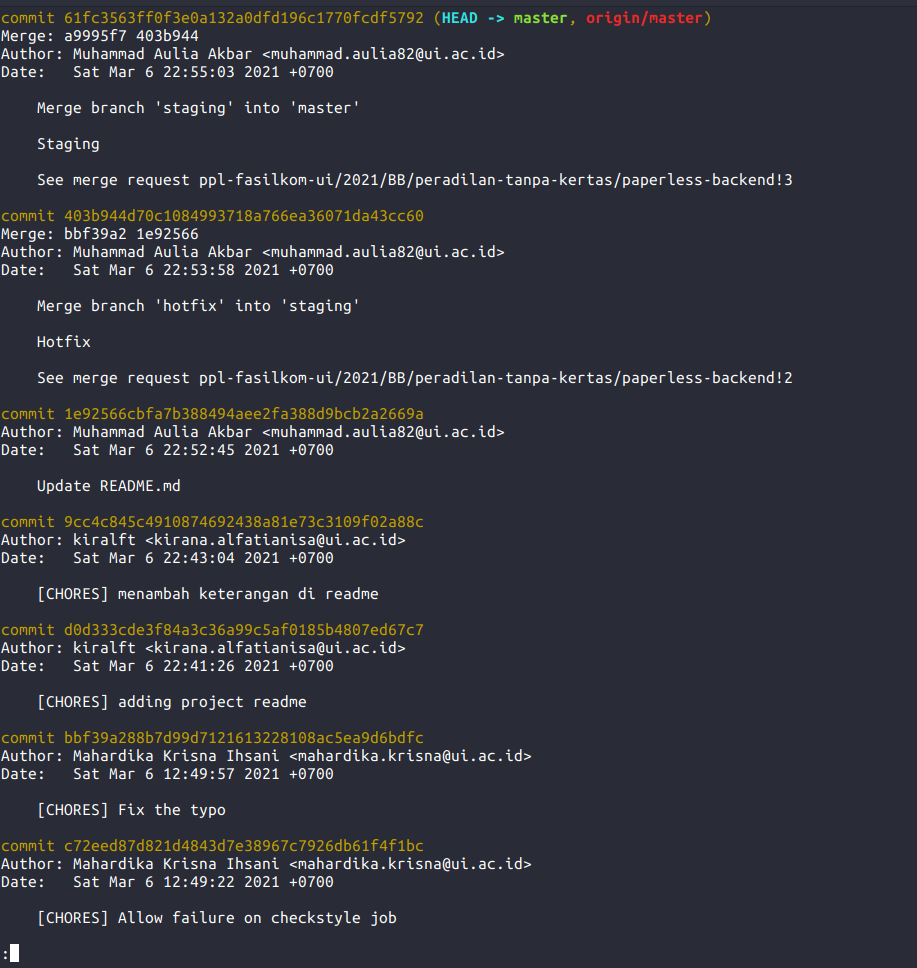 commit 61fc3563ff0f3e0a132a0dfd196c1770fcdf5792 (HEAD -> master, origin/master)
Merge: a9995f7 403b944
Author: Muhammad Aulia Akbar <muhammad.aulia82@ui.ac.id>
Date:   Sat Mar 6 22:55:03 2021 +0700
    Merge branch 'staging' into 'master'
    Staging
    See merge request ppl-fasilkom-ui/2021/BB/peradilan-tanpa-kertas/paperless-backend!3
commit 403b944d70c1084993718a766ea36071da43cc60
Merge: bbf39a2 1e92566
Author: Muhammad Aulia Akbar <muhammad.aulia82@ui.ac.id>
Date:   Sat Mar 6 22:53:58 2021 +0700
    Merge branch 'hotfix' into 'staging'
    Hotfix
    See merge request ppl-fasilkom-ui/2021/BB/peradilan-tanpa-kertas/paperless-backend!2
commit 1e92566cbfa7b388494aee2fa388d9bcb2a2669a
Author: Muhammad Aulia Akbar <muhammad.aulia82@ui.ac.id>
Date:   Sat Mar 6 22:52:45 2021 +0700
    Update README.md
commit 9cc4c845c4910874692438a81e73c3109f02a88c
Author: kiralft <kirana.alfatianisa@ui.ac.id>
Date:   Sat Mar 6 22:43:04 2021 +0700
    [CHORES] menambah keterangan di readme
commit d0d333cde3f84a3c36a99c5af0185b4807ed67c7
Author: kiralft <kirana.alfatianisa@ui.ac.id>
Date:   Sat Mar 6 22:41:26 2021 +0700
    [CHORES] adding project readme
commit bbf39a288b7d99d7121613228108ac5ea9d6bdfc
Author: Mahardika Krisna Ihsani <mahardika.krisna@ui.ac.id>
Date:   Sat Mar 6 12:49:57 2021 +0700
    [CHORES] Fix the typo
commit c72eed87d821d4843d7e38967c7926db61f4f1bc
Author: Mahardika Krisna Ihsani <mahardika.krisna@ui.ac.id>
Date:   Sat Mar 6 12:49:22 2021 +0700
    [CHORES] Allow failure on checkstyle job
: